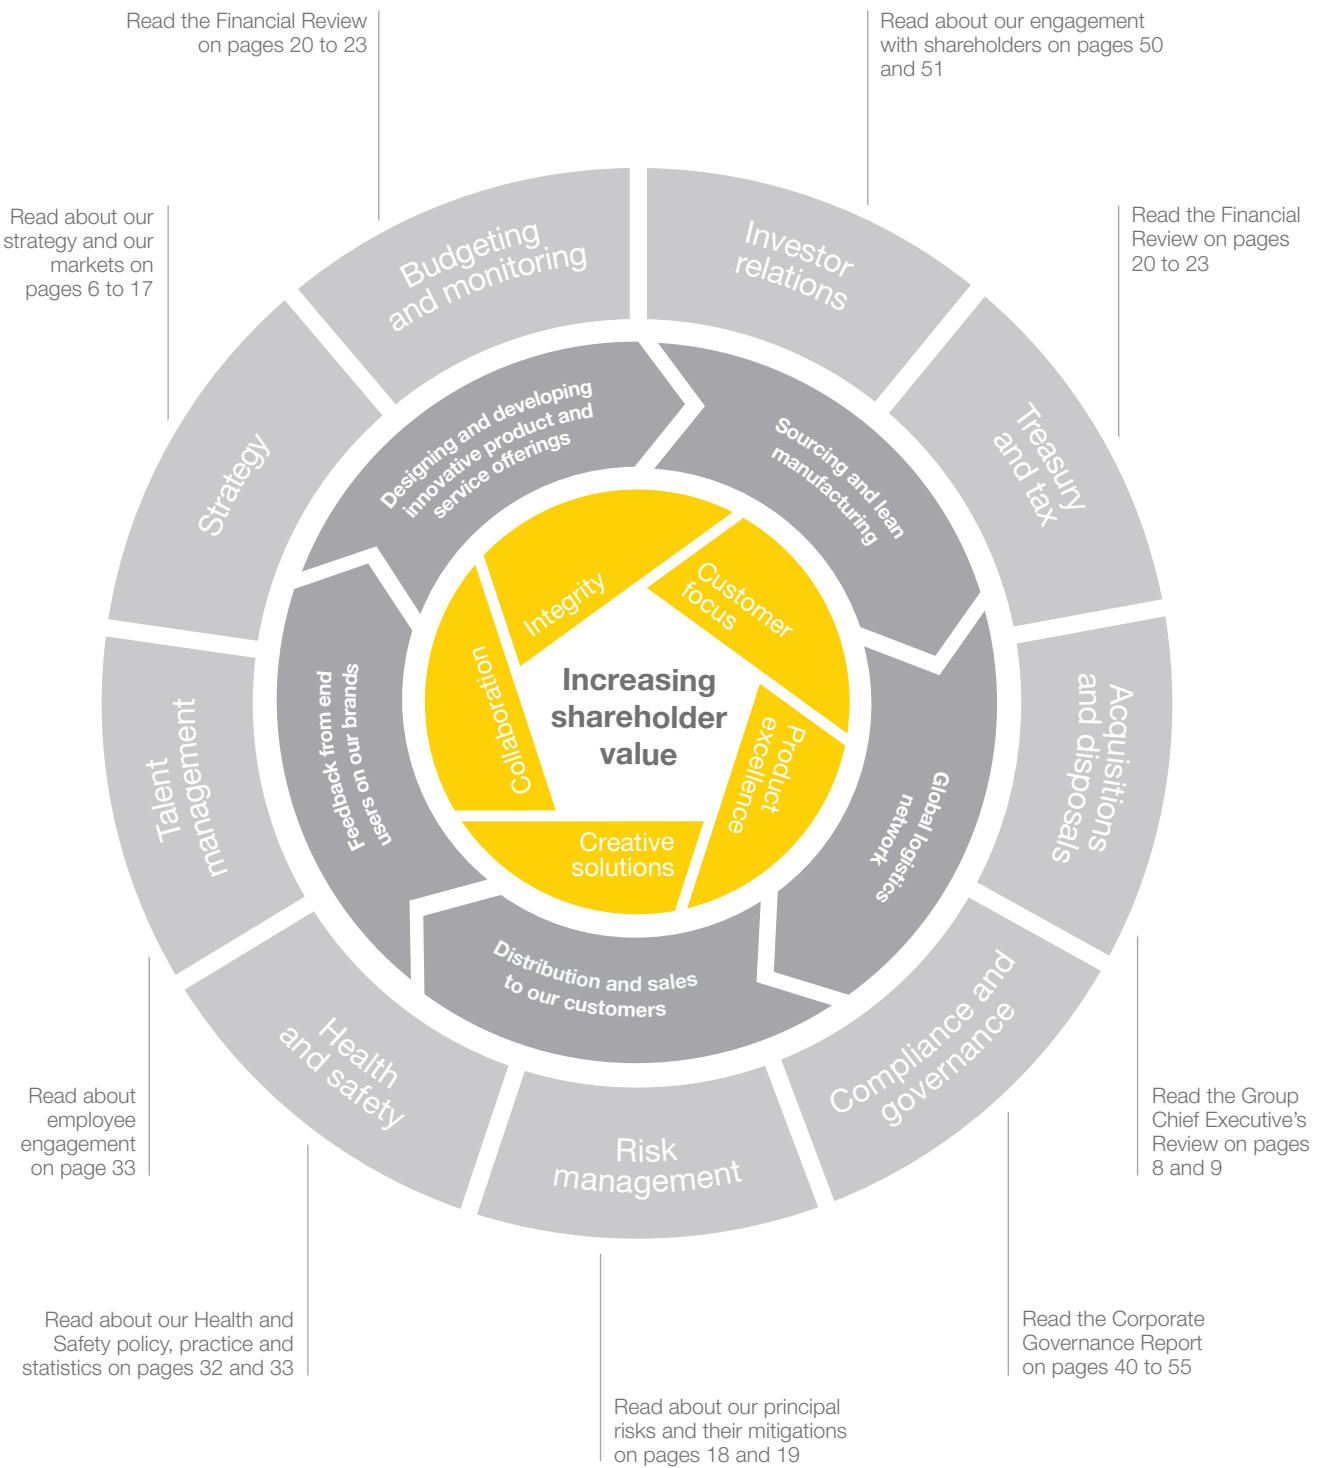 Read the Financial Review
on pages 20 to 23
Read about our engagement
with shareholders on pages 50
and 51
Read about our
strategy and our
markets on
pages 6 to 17
Read the Financial
Review on pages
20 to 23
Budgeting
and monitoring
Investor
relations
Treasury
and tax
Strategy
Designing and developing
innovative product and
service offerings
Sourcing and lean
manufacturing
Integrity
Customer
focus
Collaboration
Increasing
shareholder
value
Product
excellence
Creative
solutions
Feedback from end
users on our brands
Global logistics
network
Distribution and sales
to our customers
Talent
management
Acquisitions
and disposals
Health
and safety
Compliance and
governance
Risk
management
Read about
employee
engagement
on page 33
Read the Group
Chief Executive’s
Review on pages
8 and 9
Read about our Health and
Safety policy, practice and
statistics on pages 32 and 33
Read the Corporate
Governance Report
on pages 40 to 55
Read about our principal
risks and their mitigations
on pages 18 and 19